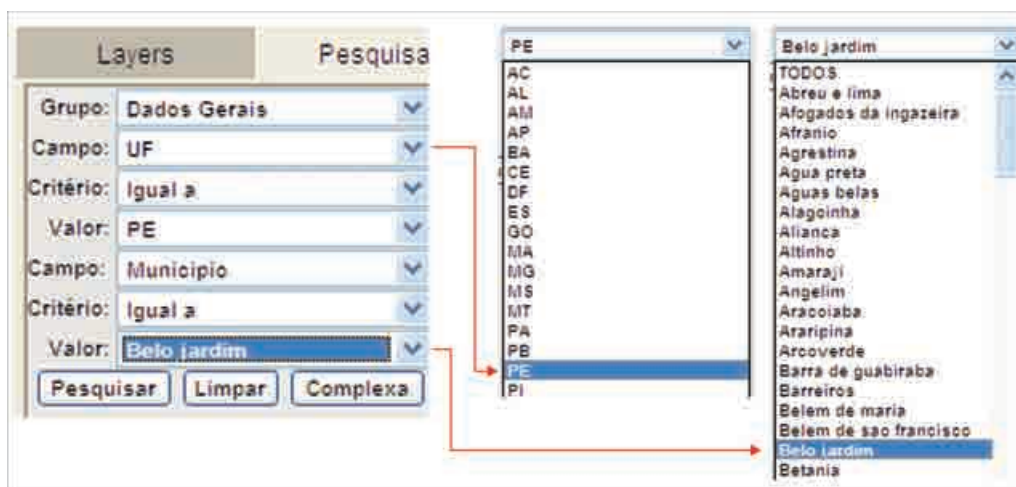 Layers
Pesquisa
Grupo: Dados Gerais
Campo: UF
Critério: Igual a
Valor: PE
Campo: Municipio
Critério: Igual a
Valor: Belo jardim
Pesquisar
Limpar
Complexa
PE
AC
AL
AM
AP
BA
CE
DF
ES
GO
MA
MG
MS
MT
PA
PB
PE
PI
Belo jardim
TODOS
Abreu e lima
Afogados da ingazeira
Afranio
Agrestina
Agua preta
Aguas belas
Alagoinha
Alianca
Altinho
Amaraji
Angelim
Aracoiaba
Araripina
Arcoverde
Barra de guabiraba
Barreiros
Belem de maria
Belem de sao francisco
Belo jardim
Betania